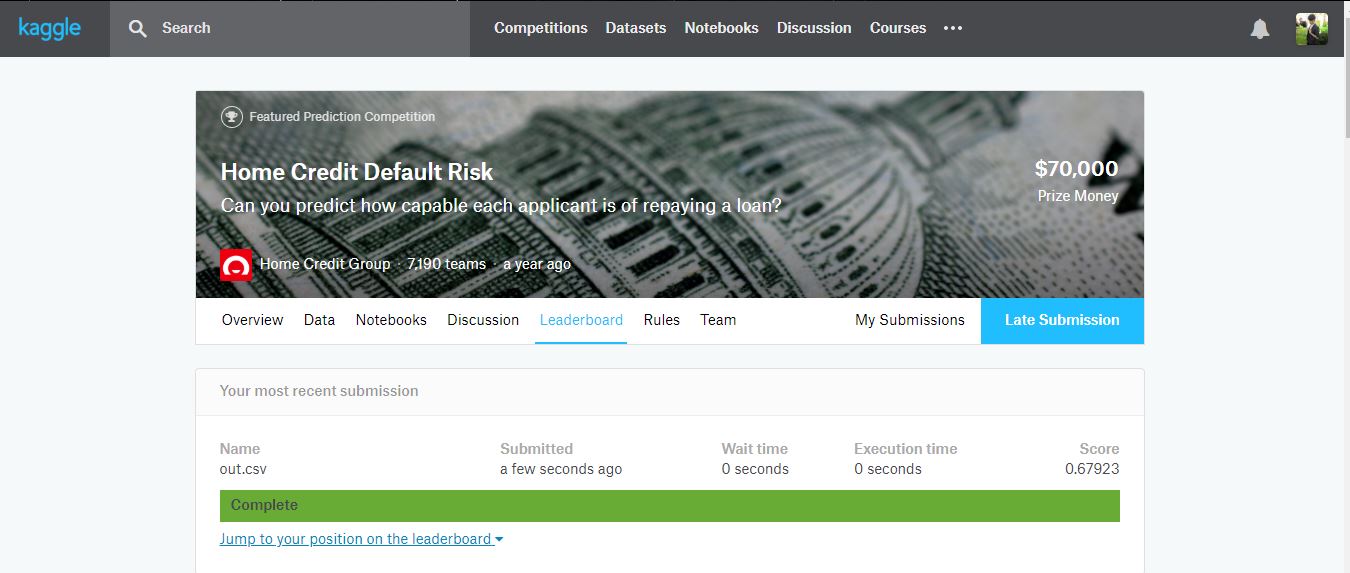 kaggle Search Competitions Datasets Notebooks Discussion Courses
Featured Prediction Competition
Home Credit Default Risk
$70,000
Can you predict how capable each applicant is of repaying a loan?
Prize Money
Home Credit Group · 7,190 teams · a year ago
Overview Data Notebooks Discussion Leaderboard Rules Team My Submissions Late Submission
Your most recent submission
Name Submitted Wait time Execution time Score
out.csv a few seconds ago 0 seconds 0 seconds 0.67923
Complete
Jump to your position on the leaderboard